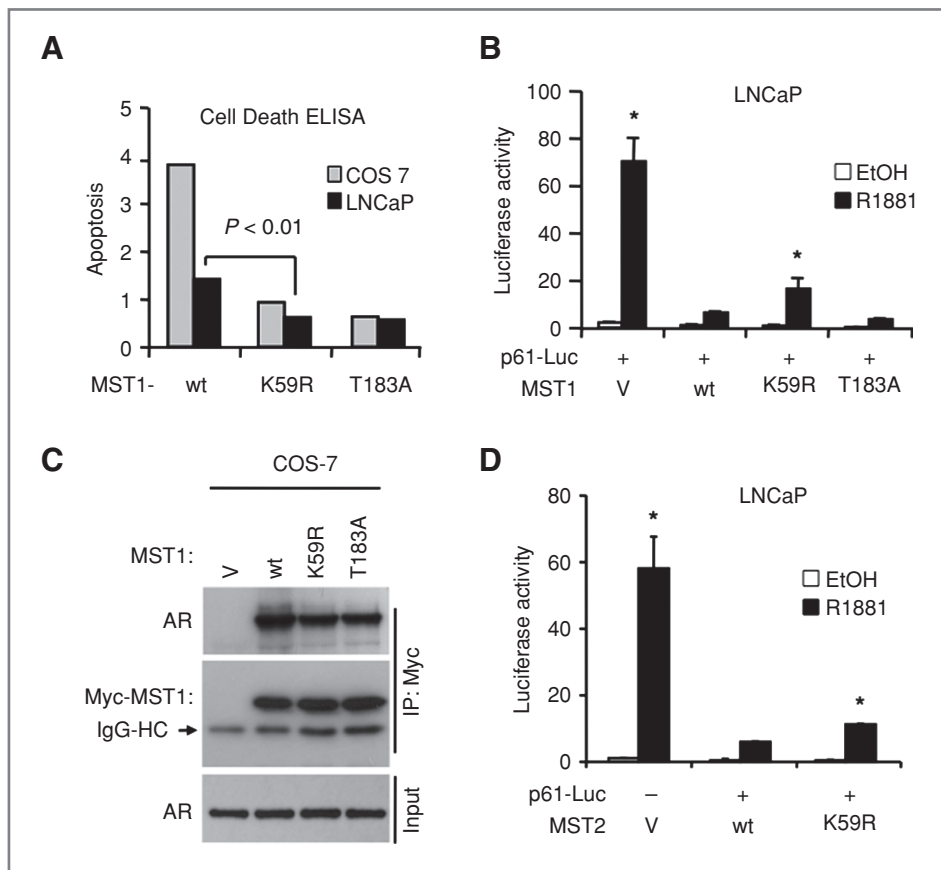 A
Cell Death ELISA
COS 7
LNCaP
P < 0.01
Apoptosis
5
4
3
2
1
0
MST1- wt K59R T183A
B
LNCaP
EtOH
R1881
Luciferase activity
100
80
60
40
20
0
* *
p61-Luc + + + +
MST1 V wt K59R T183A
C
COS-7
MST1: V wt K59R T183A
AR
Myc-MST1:
IgG-HC
IP: Myc
AR
Input
D
LNCaP
EtOH
R1881
Luciferase activity
80
60
40
20
0
* *
p61-Luc – + +
MST2 V wt K59R